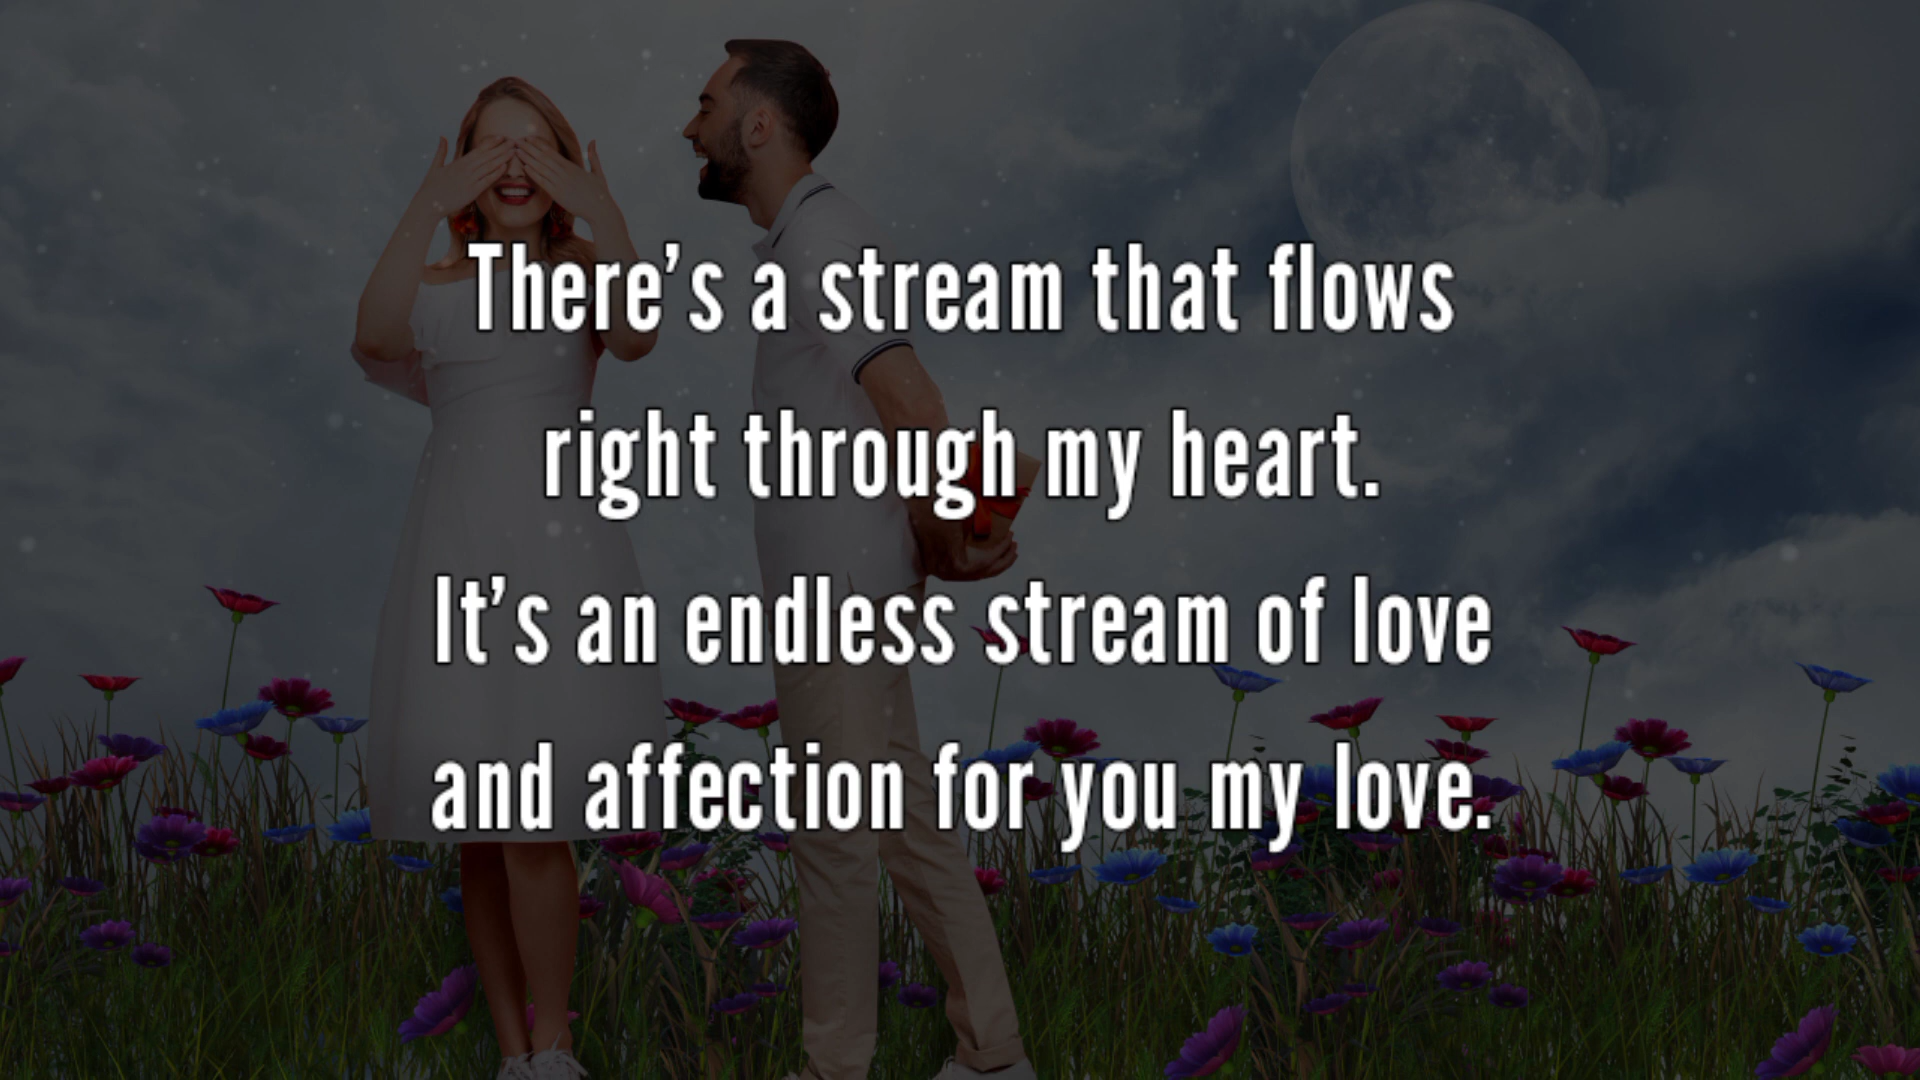 There’s a stream that flows
right through my heart.
It’s an endless stream of love
and affection for you my love.